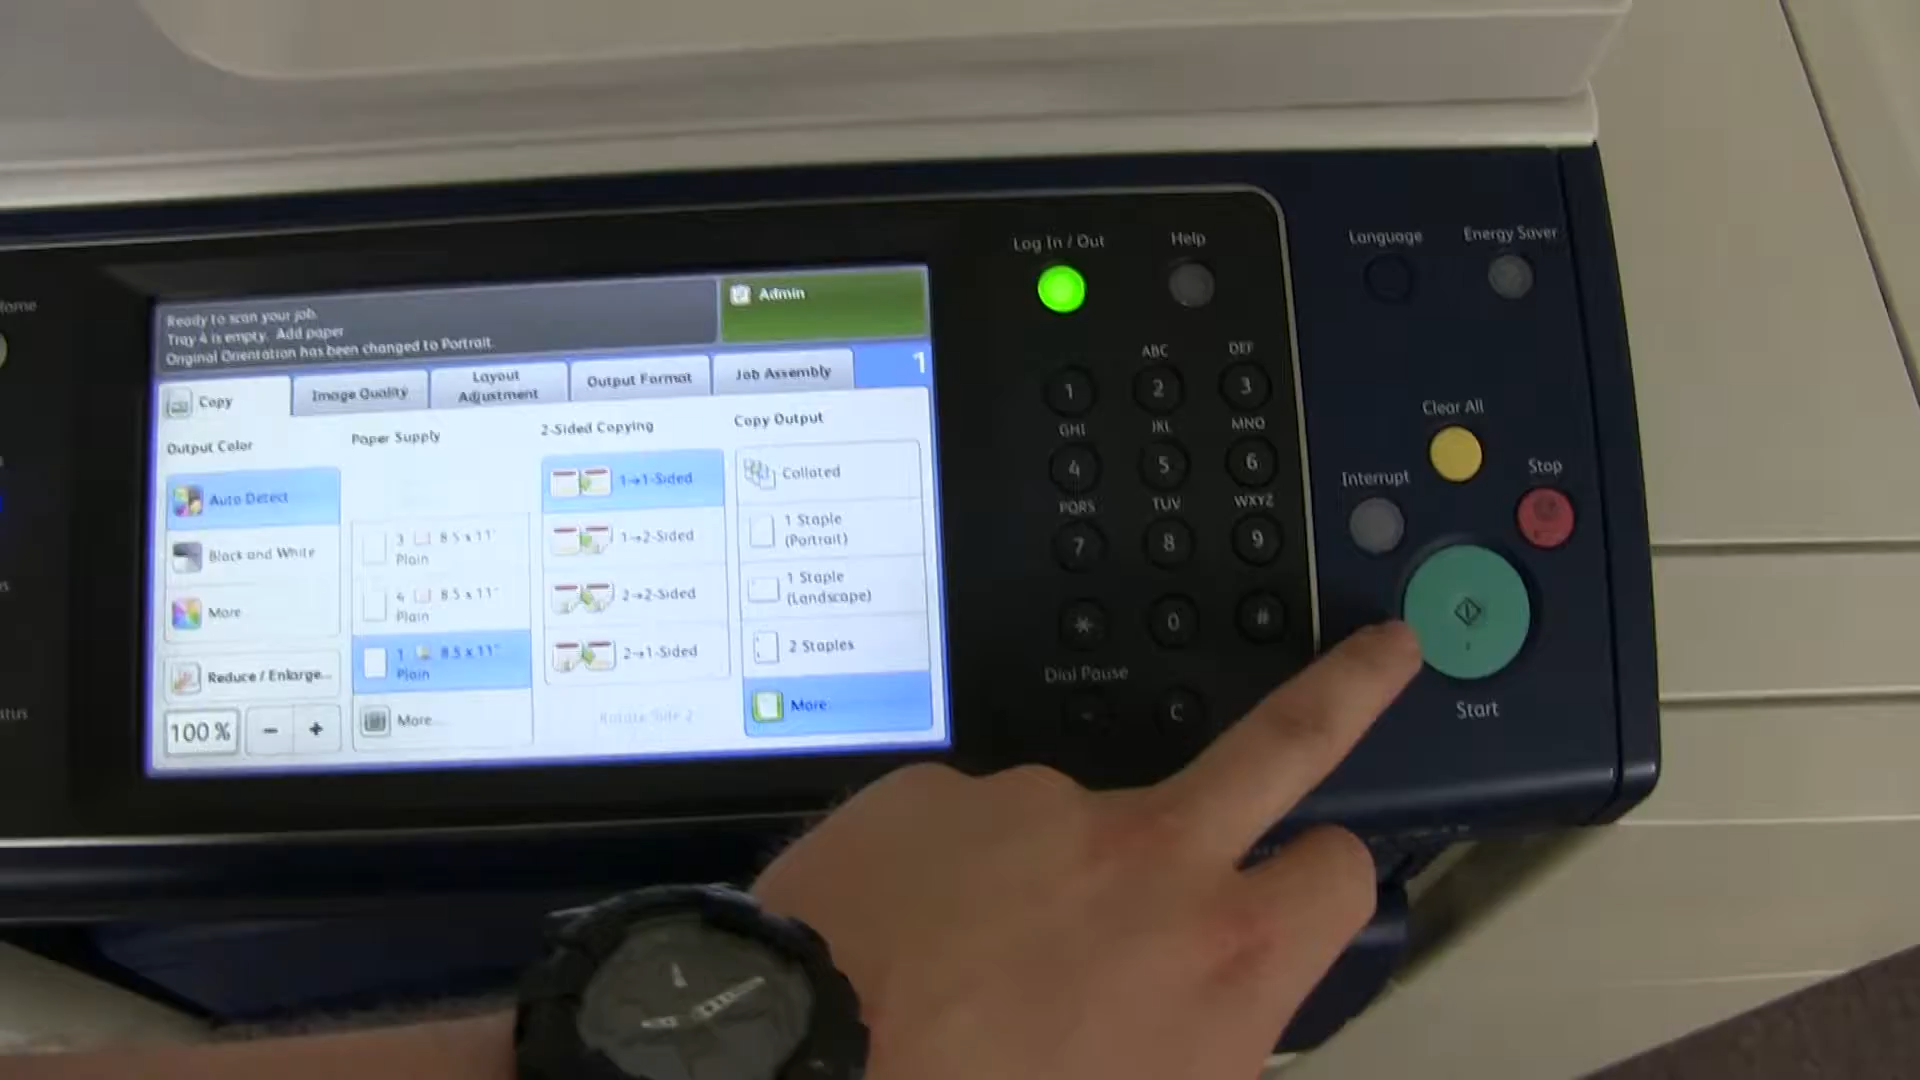 Ready to scan your job.
Tray 4 is empty. Add paper
Original Orientation has been changed to Portrait.
Admin
1
Copy
Image Quality
Layout
Adjustment
Output Format
Job Assembly
Output Color
Auto Detect
Black and White
More
Reduce / Enlarge...
100 %
-
+
Paper Supply
3 8.5 x 11"
Plain
4 8.5 x 11"
Plain
1 8.5 x 11"
Plain
More...
2-Sided Copying
1→1-Sided
1→2-Sided
2→2-Sided
2→1-Sided
Rotate Side 2
Copy Output
Collated
1 Staple
(Portrait)
1 Staple
(Landscape)
2 Staples
More
Log In / Out
Help
Language
Energy Saver
1
ABC
2
DEF
3
GHI
4
JKL
5
MNO
6
PQRS
7
TUV
8
WXYZ
9
*
0
#
Dial Pause
-
C
Clear All
Interrupt
Stop
Start